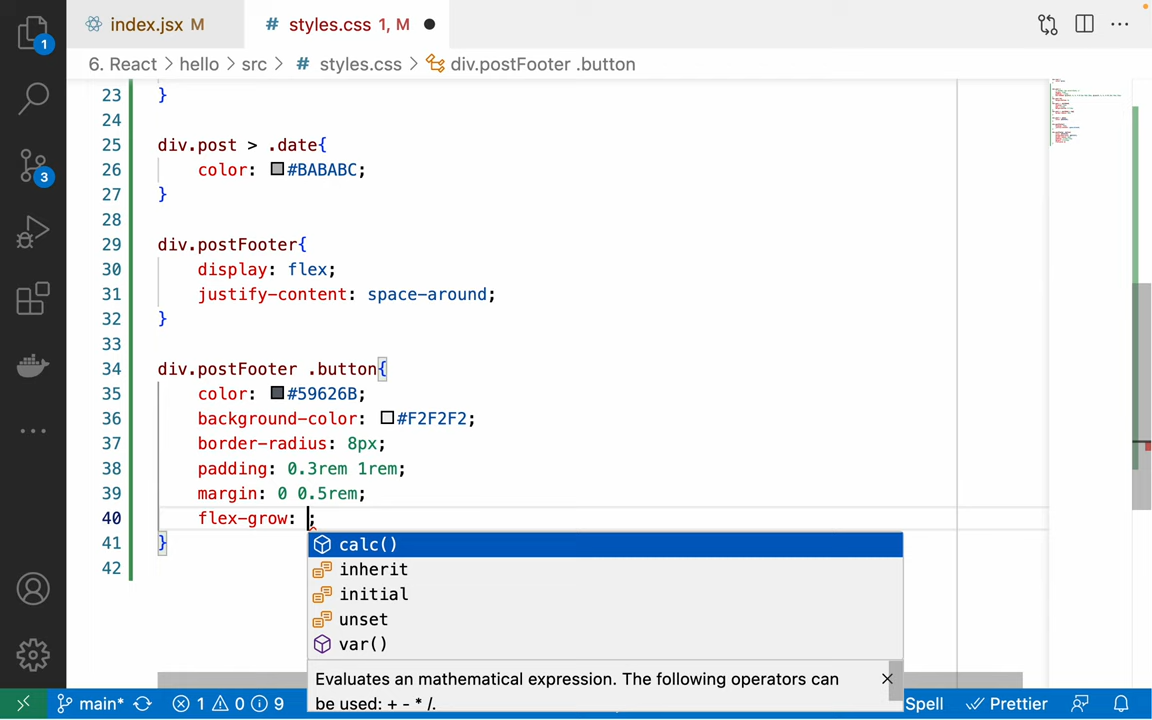 index.jsx M
# styles.css 1, M
6. React > hello > src > # styles.css > div.postFooter .button
1
3
23 }
24
25 div.post > .date{
26 color: #BABABC;
27 }
28
29 div.postFooter{
30 display: flex;
31 justify-content: space-around;
32 }
33
34 div.postFooter .button{
35 color: #59626B;
36 background-color: #F2F2F2;
37 border-radius: 8px;
38 padding: 0.3rem 1rem;
39 margin: 0 0.5rem;
40 flex-grow: ;
41 }
42
calc()
inherit
initial
unset
var()
Evaluates an mathematical expression. The following operators can
be used: + - * /.
main* 1 0 9 Spell Prettier